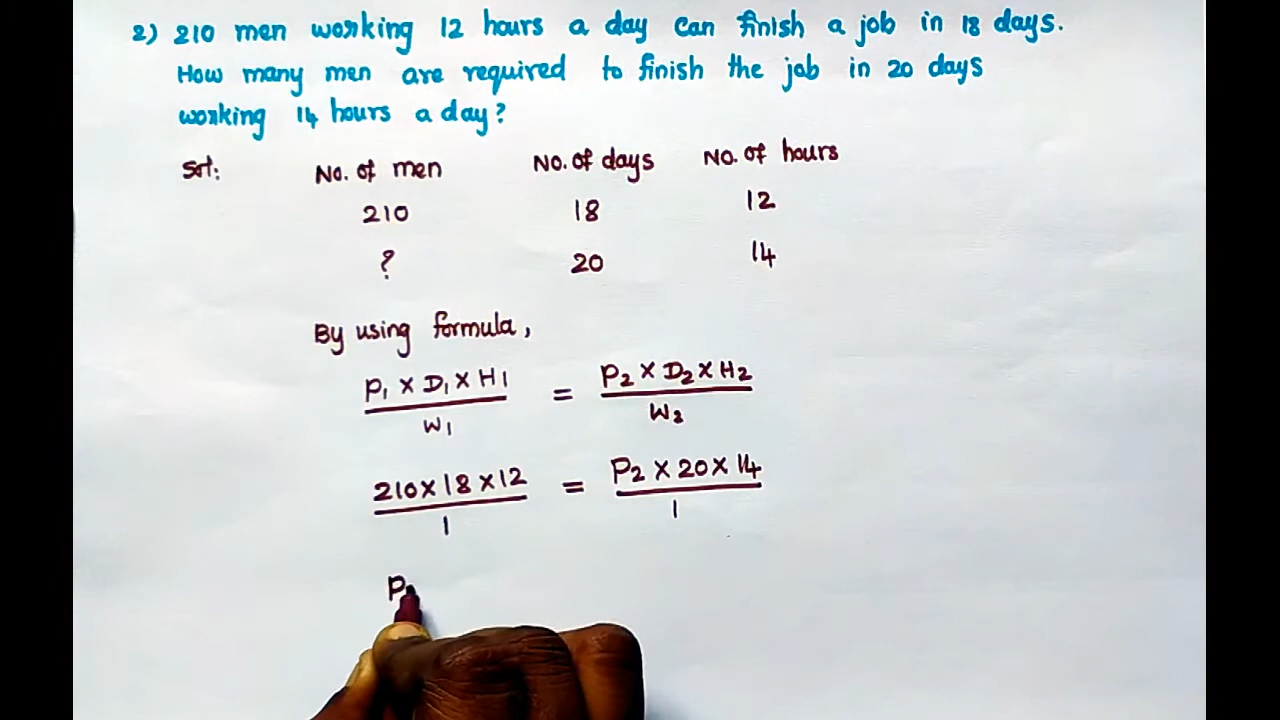 2) 210 men working 12 hours a day can finish a job in 18 days.
How many men are required to finish the job in 20 days
working 14 hours a day?
Sol: No. of men No. of days No. of hours
210 18 12
? 20 14
By using formula,
P₁ × D₁ × H₁ / W₁ = P₂ × D₂ × H₂ / W₂
210 × 18 × 12 / 1 = P₂ × 20 × 14 / 1
P